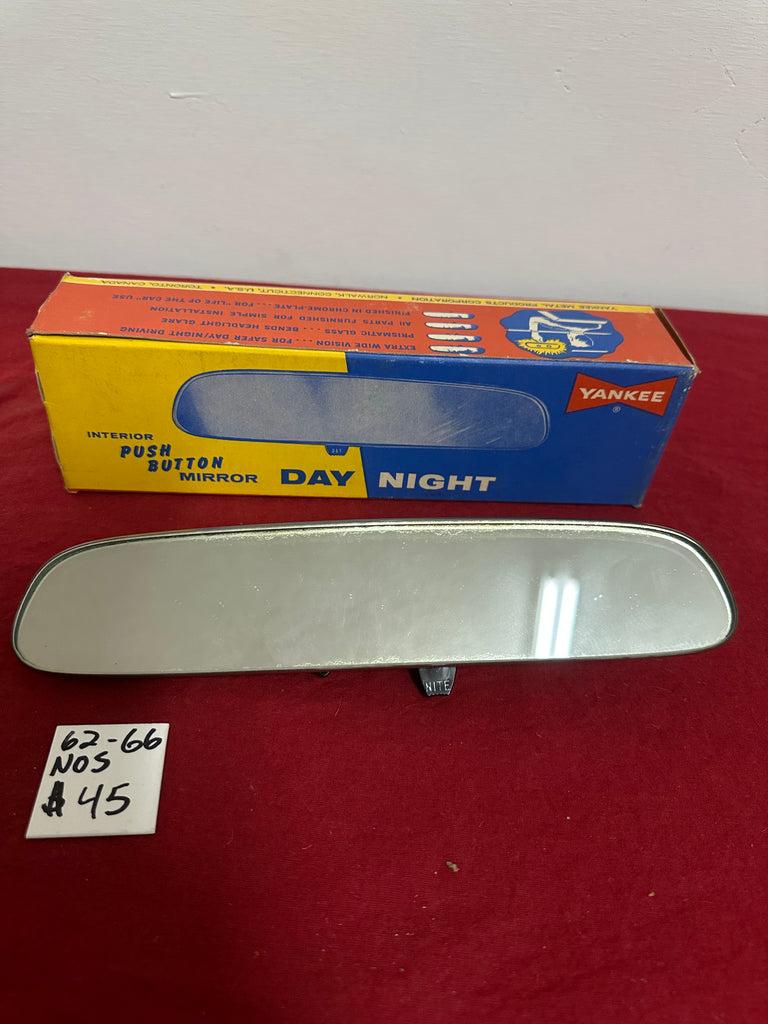 YANKEE METAL PRODUCTS CORPORATION • NORWALK, CONNECTICUT, U.S.A. • TORONTO, CANADA
EXTRA WIDE VISION... FOR SAFER DAY/NIGHT DRIVING
PRISMATIC GLASS... BENDS HEADLIGHT GLARE
All PARTS FURNISHED FOR SIMPLE INSTALLATION
FINISHED IN CHROME-PLATE... FOR "LIFE OF THE CAR" USE
YANKEE
®
INTERIOR
PUSH
BUTTON
MIRROR
DAY NIGHT
NITE
62-66
NOS
$45